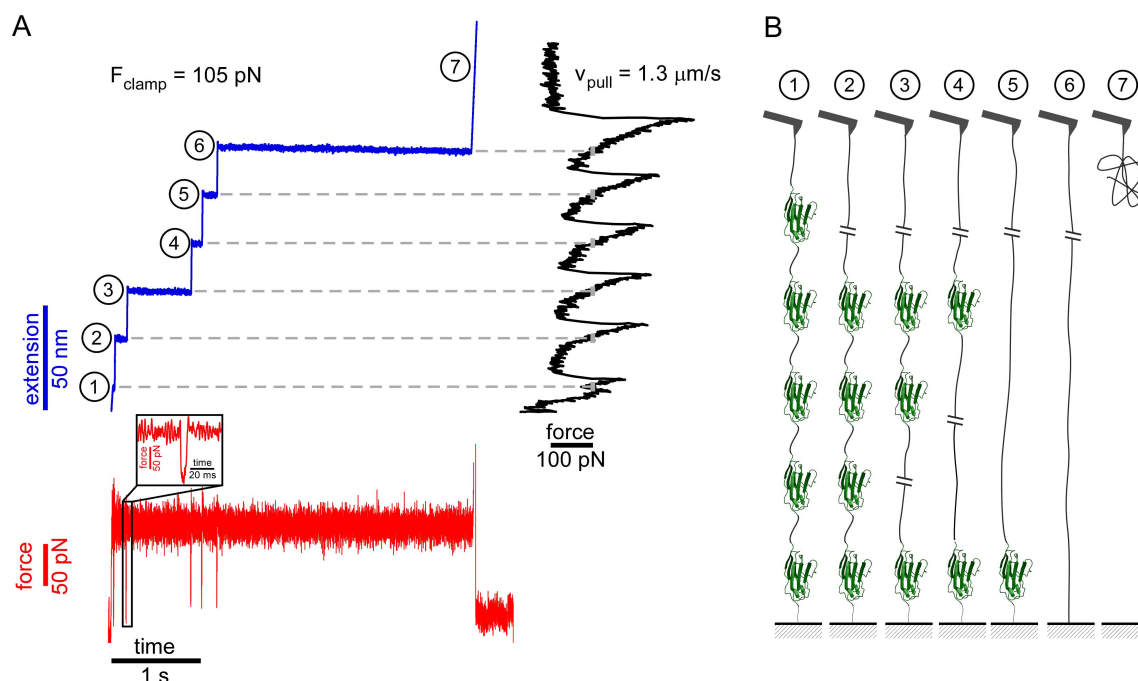 A
B
F_clamp = 105 pN
v_pull = 1.3 μm/s
① ② ③ ④ ⑤ ⑥ ⑦
⑦
⑥
⑤
④
③
②
①
extension
50 nm
force
100 pN
force
50 pN
time
20 ms
force
50 pN
time
1 s